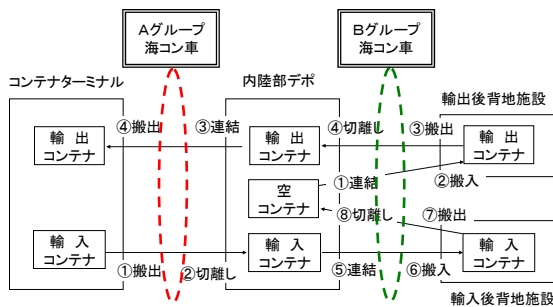 Aグループ
海コン車
Bグループ
海コン車
コンテナターミナル
内陸部デポ
輸出後背地施設
④搬出
③連結
④切離し
③搬出
輸 出
コンテナ
輸 出
コンテナ
輸 出
コンテナ
①連結
②搬入
空
コンテナ
⑧切離し
⑦搬出
輸 入
コンテナ
輸 入
コンテナ
輸 入
コンテナ
①搬出
②切離し
⑤連結
⑥搬入
輸入後背地施設